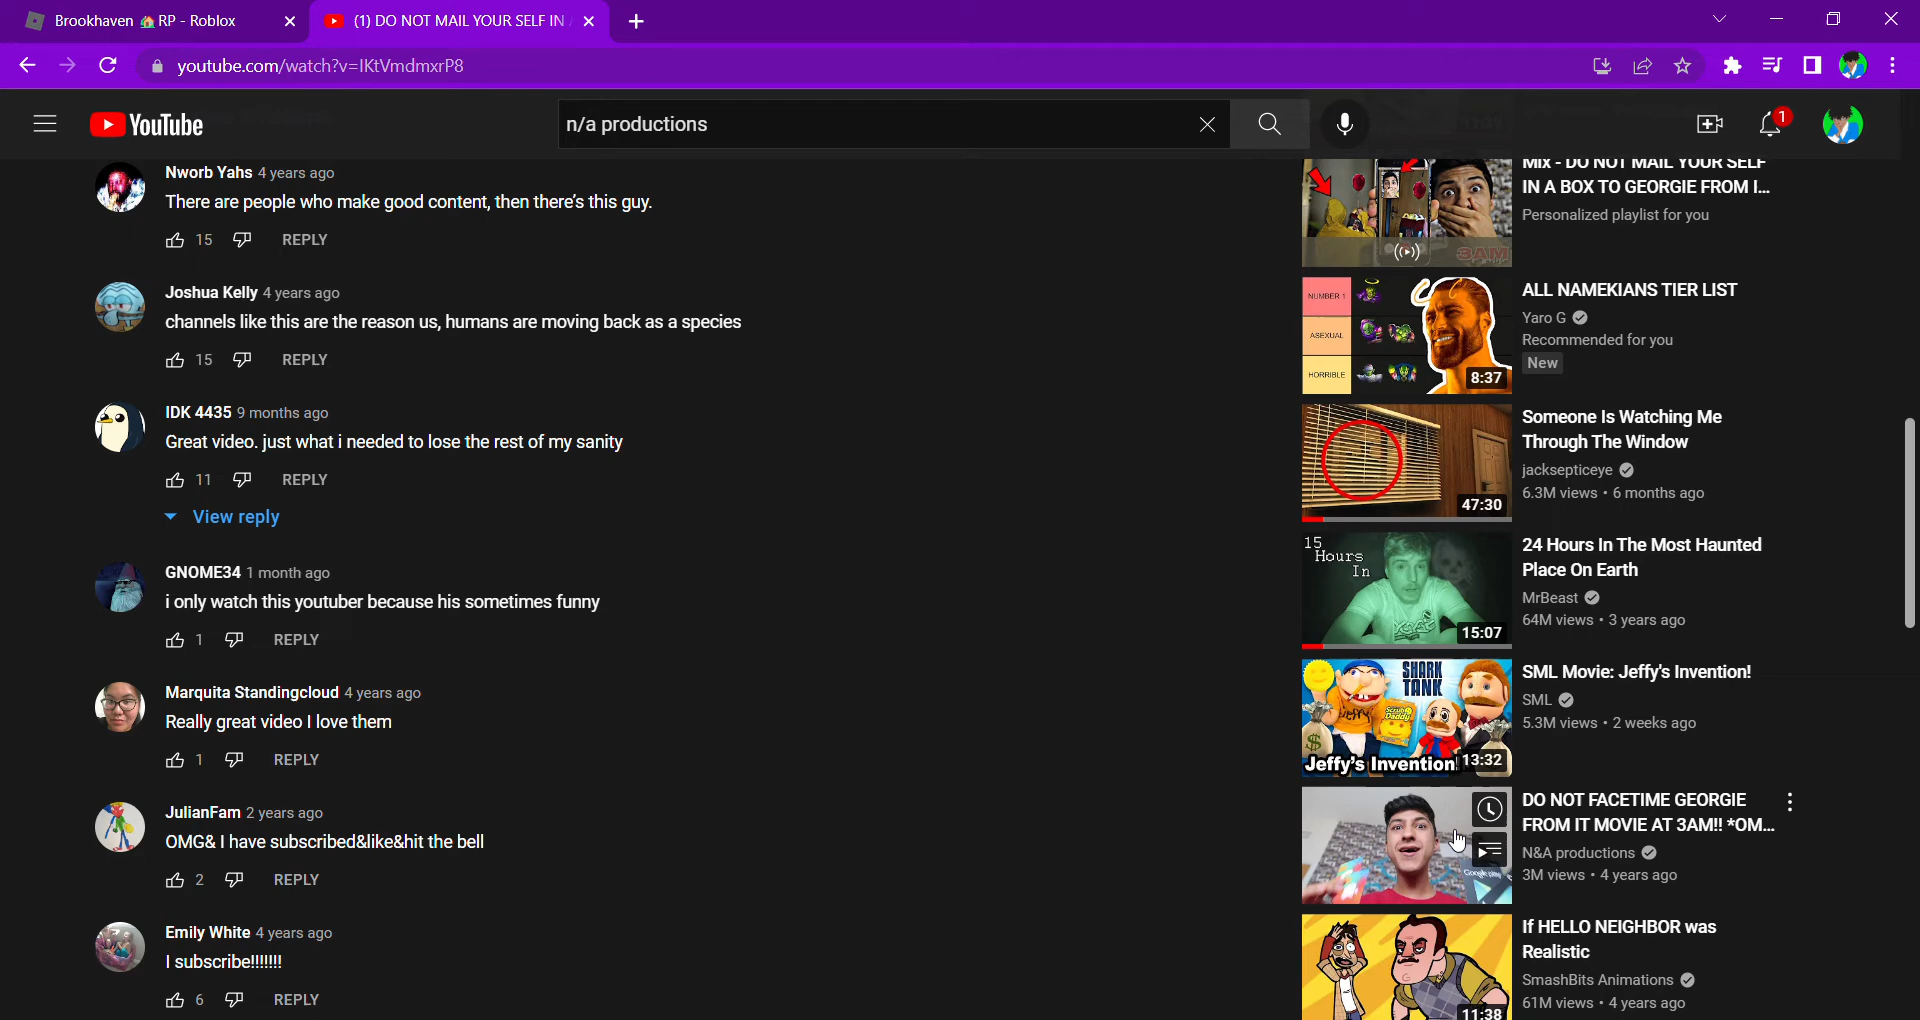 Brookhaven 🏠RP - Roblox
(1) DO NOT MAIL YOUR SELF IN
youtube.com/watch?v=IKtVmdmxrP8
YouTube
n/a productions
1
Nworb Yahs 4 years ago
There are people who make good content, then there's this guy.
15 REPLY
Joshua Kelly 4 years ago
channels like this are the reason us, humans are moving back as a species
15 REPLY
IDK 4435 9 months ago
Great video. just what i needed to lose the rest of my sanity
11 REPLY
View reply
GNOME34 1 month ago
i only watch this youtuber because his sometimes funny
1 REPLY
Marquita Standingcloud 4 years ago
Really great video I love them
1 REPLY
JulianFam 2 years ago
OMG& I have subscribed&like&hit the bell
2 REPLY
Emily White 4 years ago
I subscribe!!!!!!!
6 REPLY
3AM
Mix - DO NOT MAIL YOUR SELF
IN A BOX TO GEORGIE FROM I...
Personalized playlist for you
NUMBER 1
ASEXUAL
HORRIBLE
8:37
ALL NAMEKIANS TIER LIST
Yaro G
Recommended for you
New
47:30
Someone Is Watching Me
Through The Window
jacksepticeye
6.3M views • 6 months ago
15
Hours
In
15:07
24 Hours In The Most Haunted
Place On Earth
MrBeast
64M views • 3 years ago
SHARK
TANK
Scrub
Daddy
Jeffy's Invention!
13:32
SML Movie: Jeffy's Invention!
SML
5.3M views • 2 weeks ago
Google play
DO NOT FACETIME GEORGIE
FROM IT MOVIE AT 3AM!! *OM...
N&A productions
3M views • 4 years ago
11:38
If HELLO NEIGHBOR was
Realistic
SmashBits Animations
61M views • 4 years ago